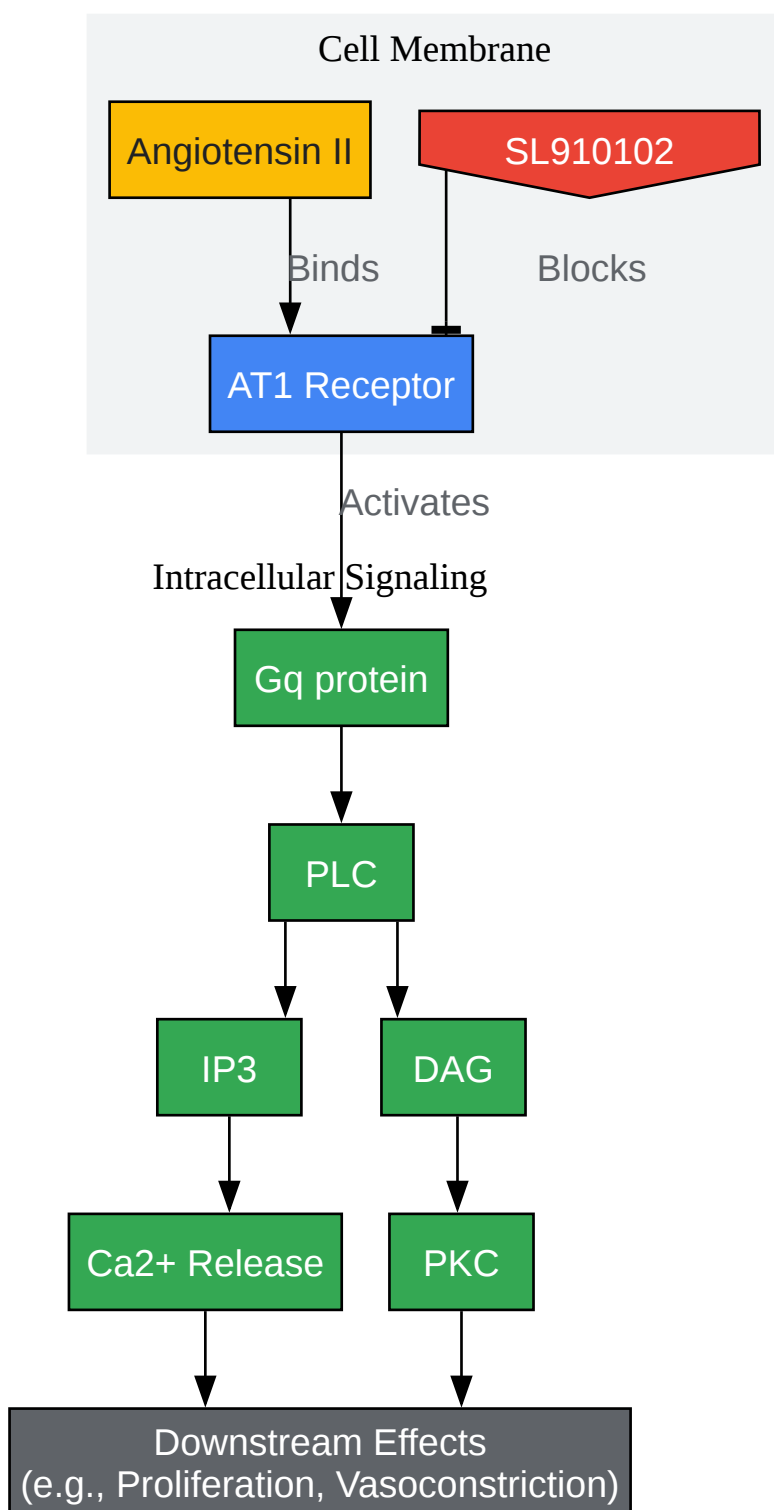 Cell Membrane
Angiotensin II
SL910102
Binds
Blocks
AT1 Receptor
Activates
Intracellular Signaling
Gq protein
PLC
IP3
DAG
Ca2+ Release
PKC
Downstream Effects
(e.g., Proliferation, Vasoconstriction)